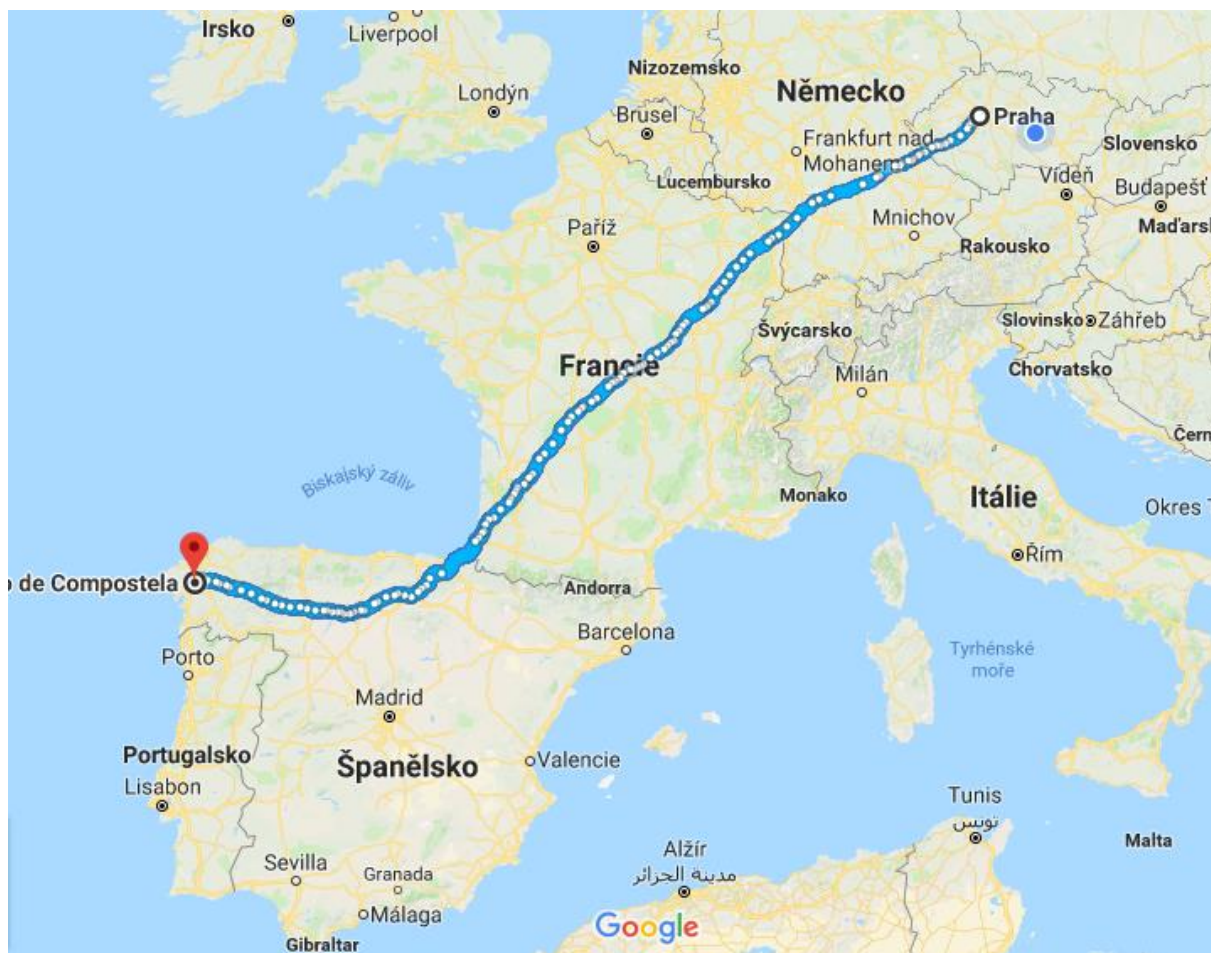 Irsko
Liverpool
Nizozemsko
Německo
Londýn
Brusel
Praha
Frankfurt nad
Mohanem
Slovensko
Lucembursko
Vídeň
Budapešť
Mnichov
Maďarsk
Paříž
Rakousko
Slovinsko
Záhřeb
Švýcarsko
Francie
Chorvatsko
Milán
Čern
Biskajský záliv
Monako
Itálie
Okres T
Řím
o de Compostela
Andorra
Barcelona
Tyrhénské
moře
Porto
Madrid
Portugalsko
Španělsko
Valencie
Lisabon
Tunis
تونس
Malta
Alžír
مدينة الجزائر
Sevilla
Granada
Málaga
Google
Gibraltar